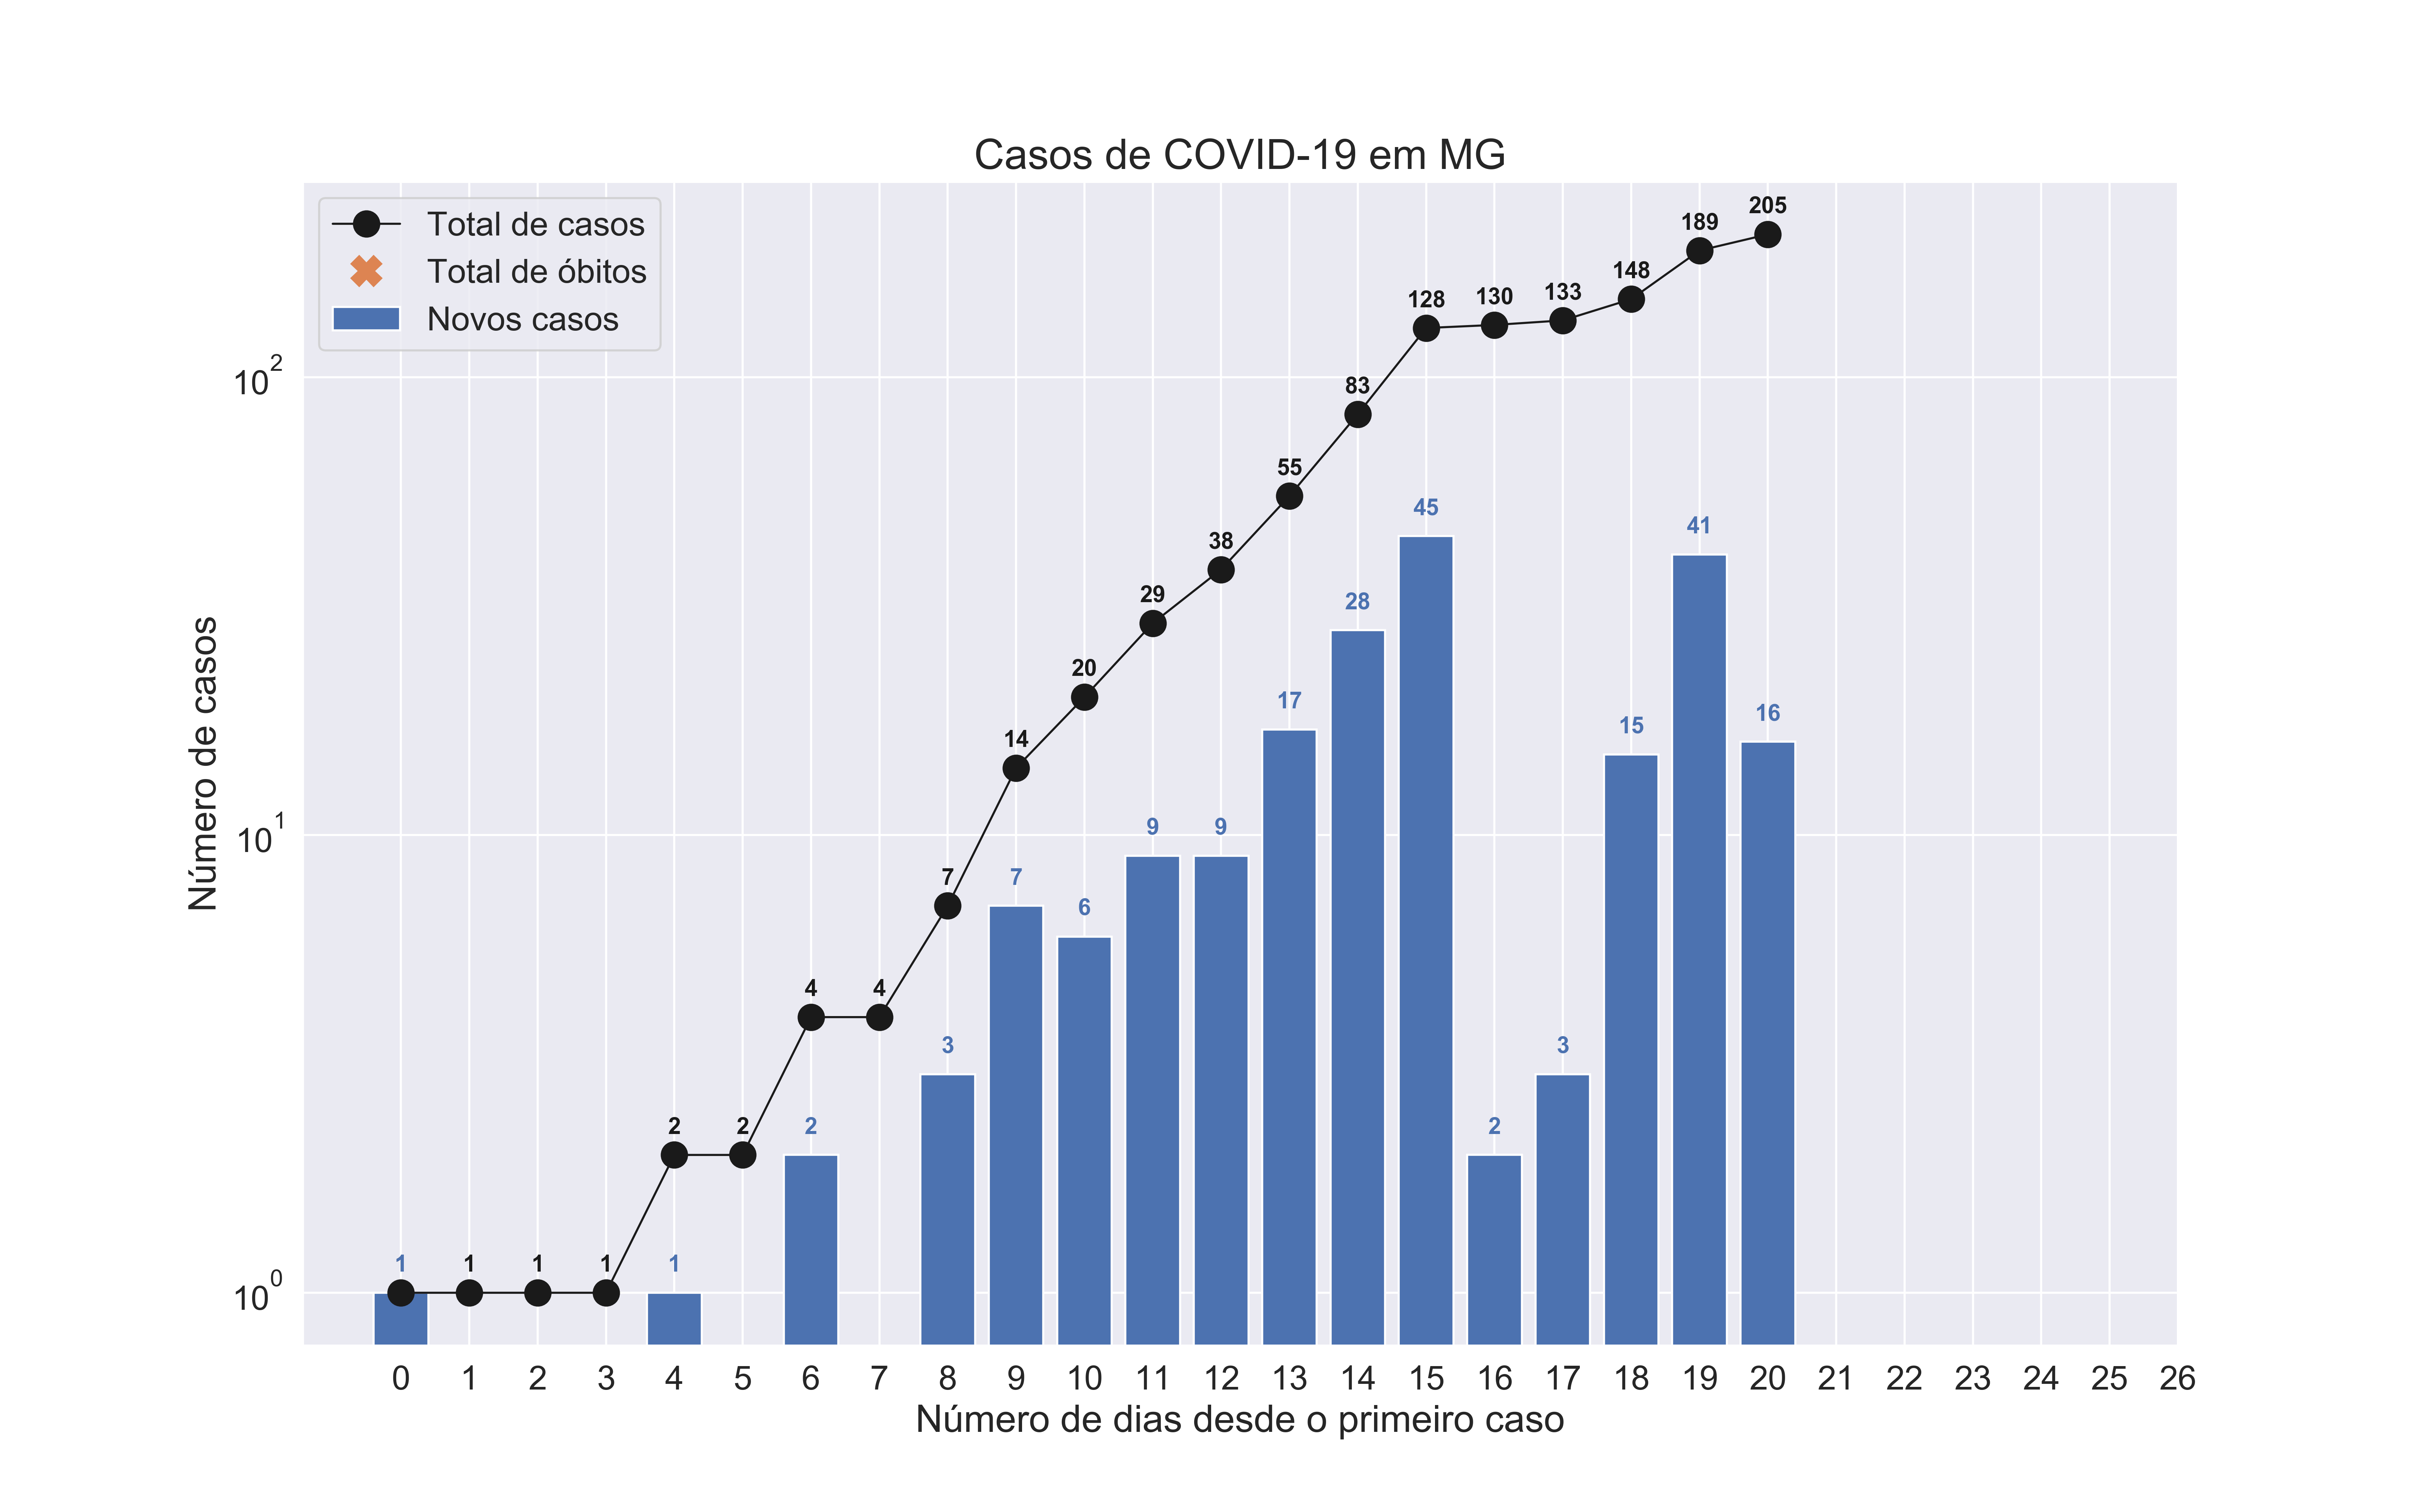 Casos de COVID-19 em MG
Total de casos
Total de óbitos
Novos casos
Número de casos
10^2
10^1
10^0
1 1 1 1 2 2 4 4 7 14 20 29 38 55 83 128 130 133 148 189 205
1 1 2 3 7 6 9 9 17 28 45 2 3 15 41 16
0 1 2 3 4 5 6 7 8 9 10 11 12 13 14 15 16 17 18 19 20 21 22 23 24 25 26
Número de dias desde o primeiro caso